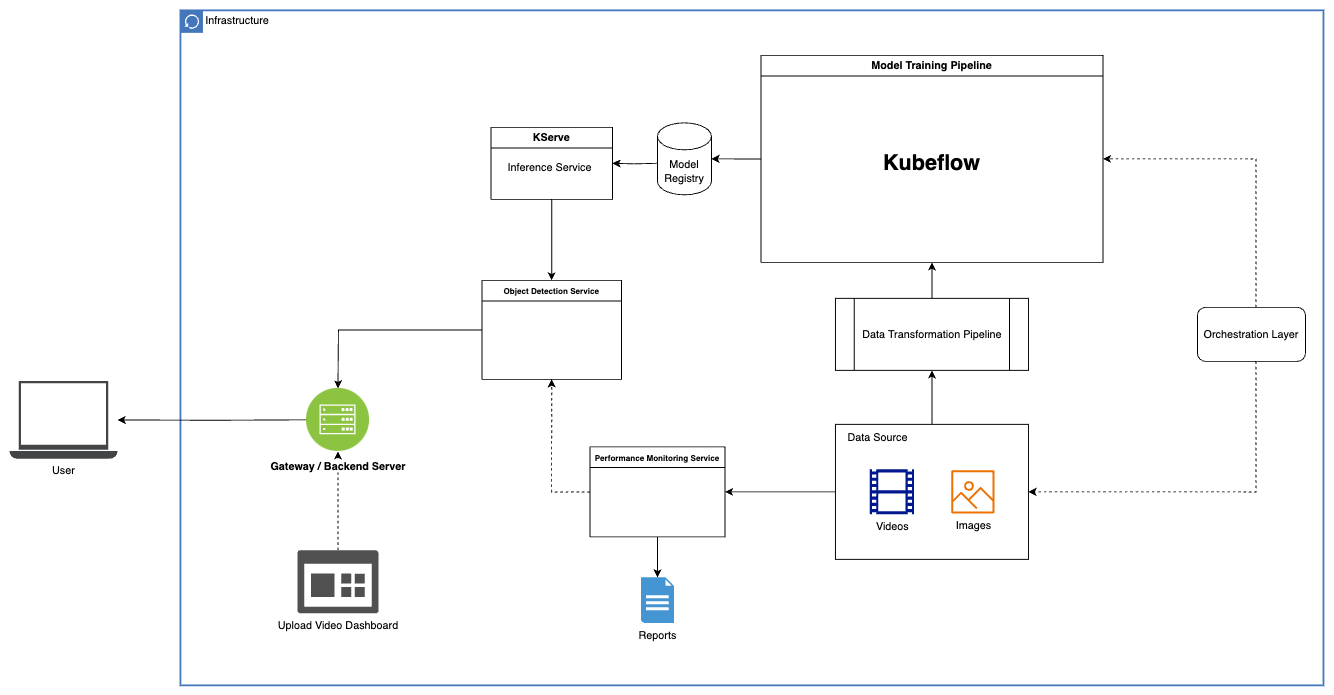 Infrastructure
Model Training Pipeline
Kubeflow
KServe
Inference Service
Model
Registry
Object Detection Service
Data Transformation Pipeline
Orchestration Layer
Data Source
Videos
Images
Performance Monitoring Service
Reports
User
Gateway / Backend Server
Upload Video Dashboard